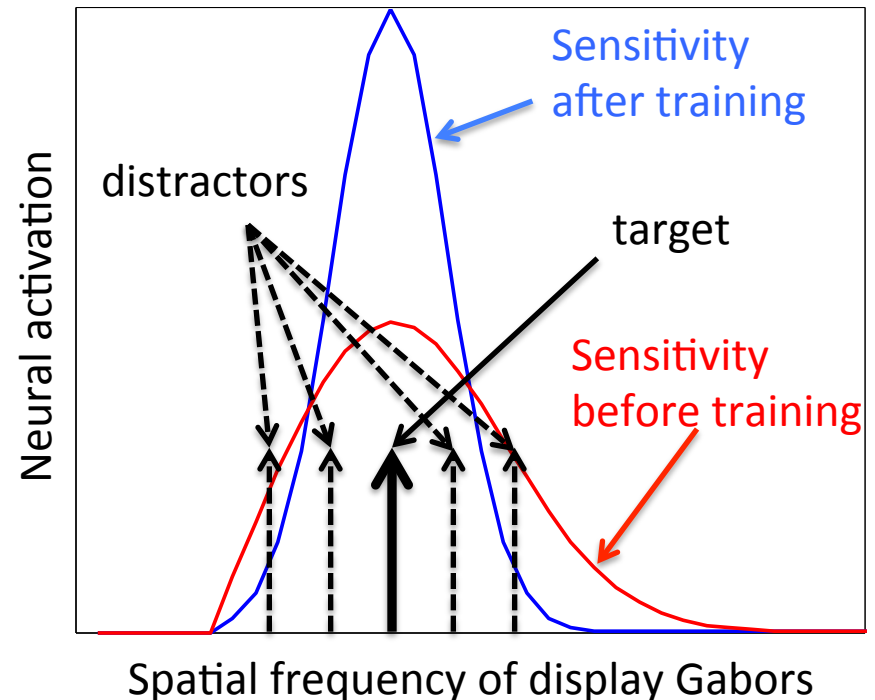 Sensitivity
after training
distractors
target
Sensitivity
before training
Neural activation
Spatial frequency of display Gabors